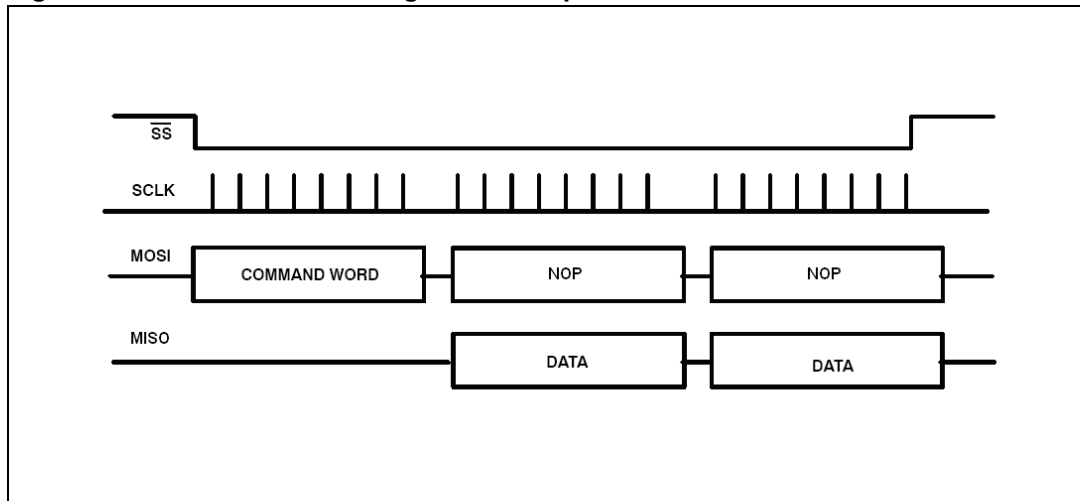 SS
SCLK
MOSI
COMMAND WORD
NOP
NOP
MISO
DATA
DATA